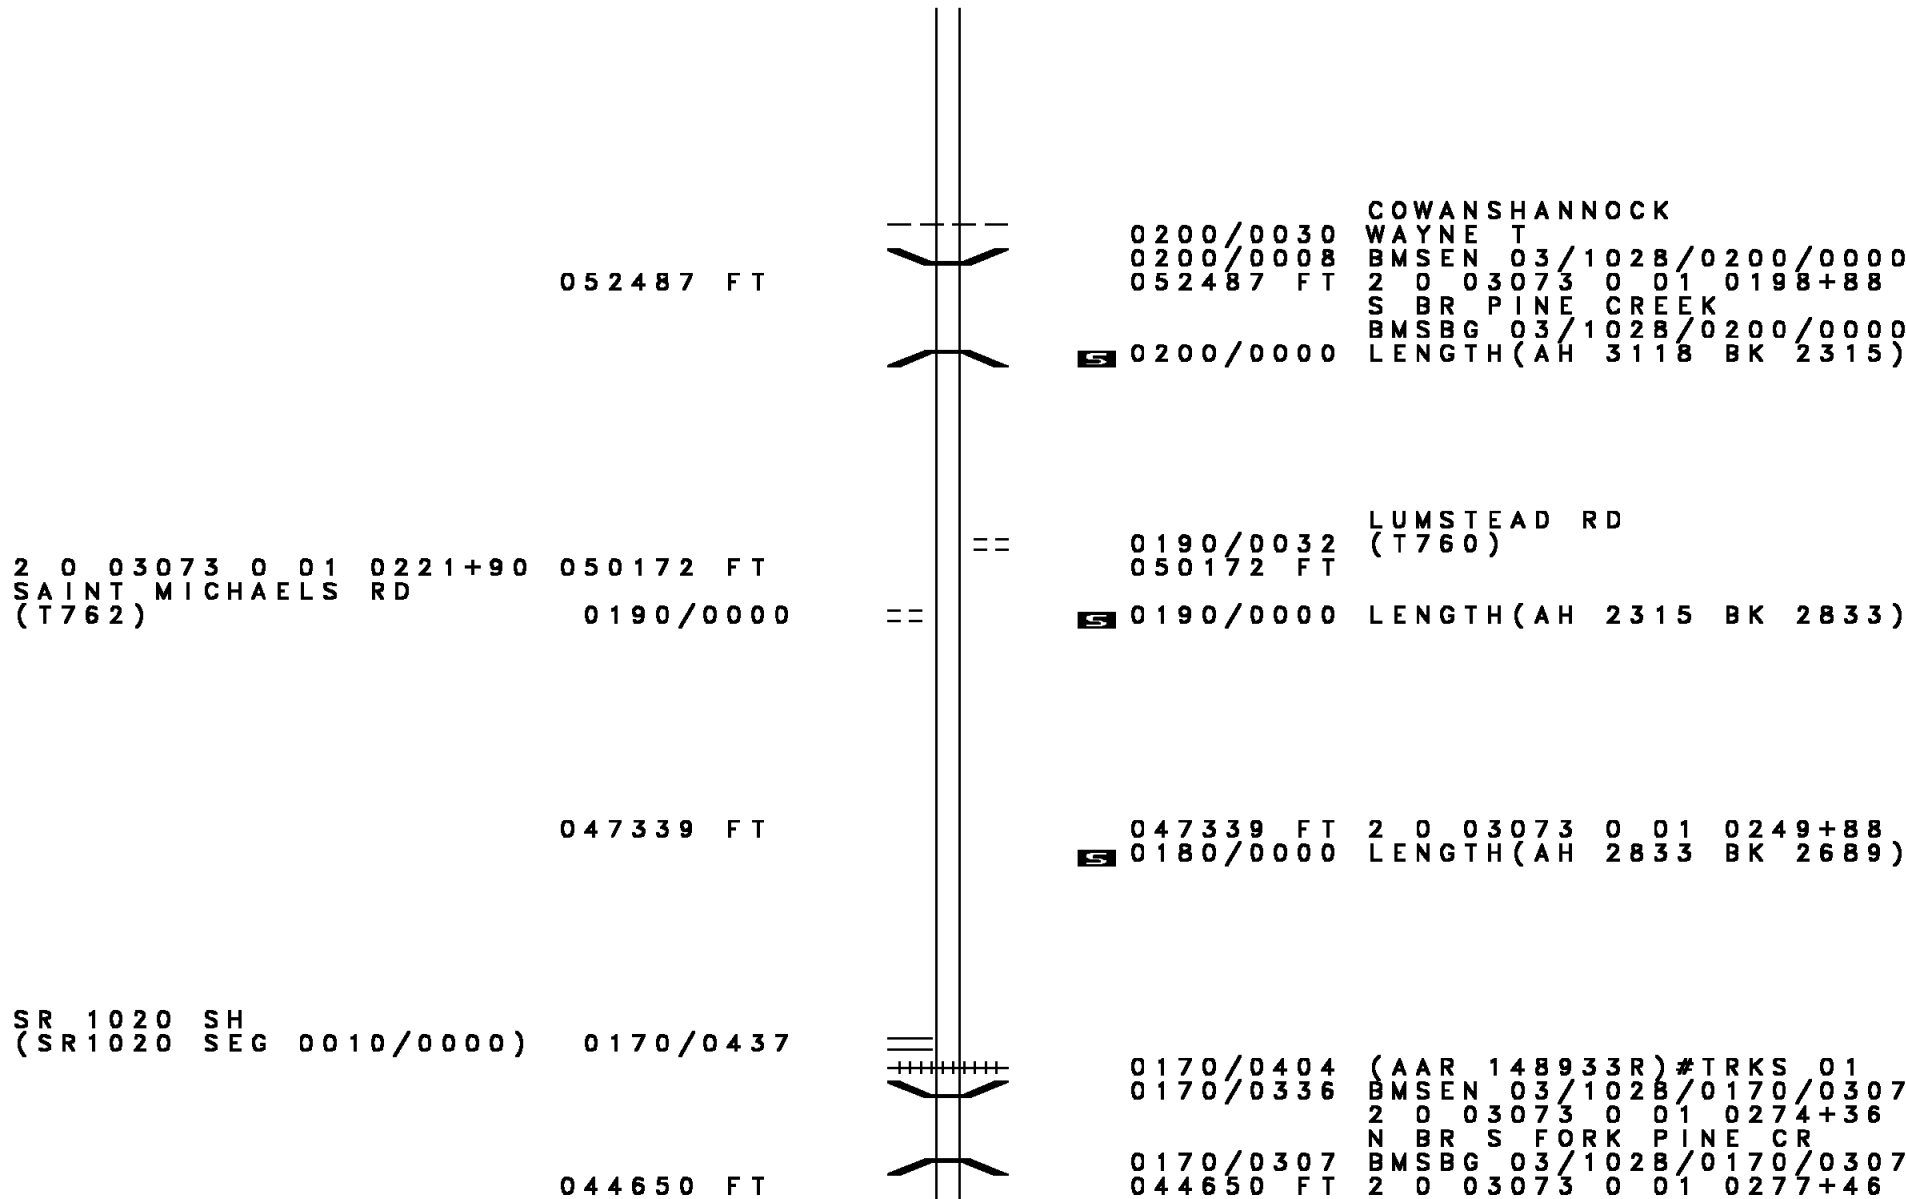 COWANSHANNOCK
0200/0030 WAYNE T
0200/0008 BMSEN 03/1028/0200/0000
052487 FT 052487 FT 2 0 03073 0 01 0198+88
S BR PINE CREEK
BMSBG 03/1028/0200/0000
S 0200/0000 LENGTH(AH 3118 BK 2315)
LUMSTEAD RD
0190/0032 (T760)
2 0 03073 0 01 0221+90 050172 FT 050172 FT
SAINT MICHAELS RD
(T762) 0190/0000 S 0190/0000 LENGTH(AH 2315 BK 2833)
047339 FT 047339 FT 2 0 03073 0 01 0249+88
S 0180/0000 LENGTH(AH 2833 BK 2689)
SR 1020 SH
(SR1020 SEG 0010/0000) 0170/0437
0170/0404 (AAR 148933R)#TRKS 01
0170/0336 BMSEN 03/1028/0170/0307
2 0 03073 0 01 0274+36
N BR S FORK PINE CR
0170/0307 BMSBG 03/1028/0170/0307
044650 FT 044650 FT 2 0 03073 0 01 0277+46